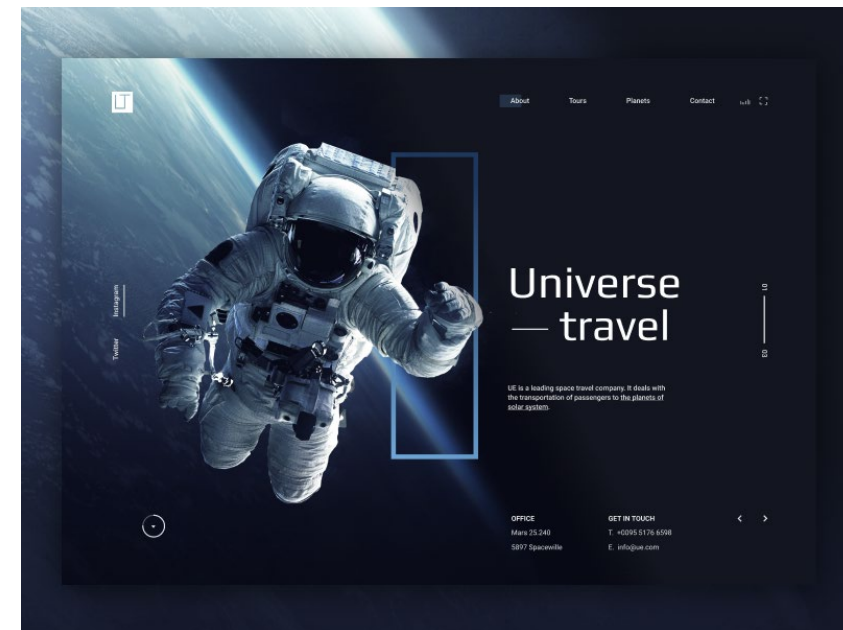 LT
About
Tours
Planets
Contact
Universe
— travel
Instagram
Twitter
01
03
UE is a leading space travel company. It deals with
the transportation of passengers to the planets of
solar system.
OFFICE
Mars 25.240
5897 Spacewille
GET IN TOUCH
T. +0095 5176 6598
E. info@ue.com